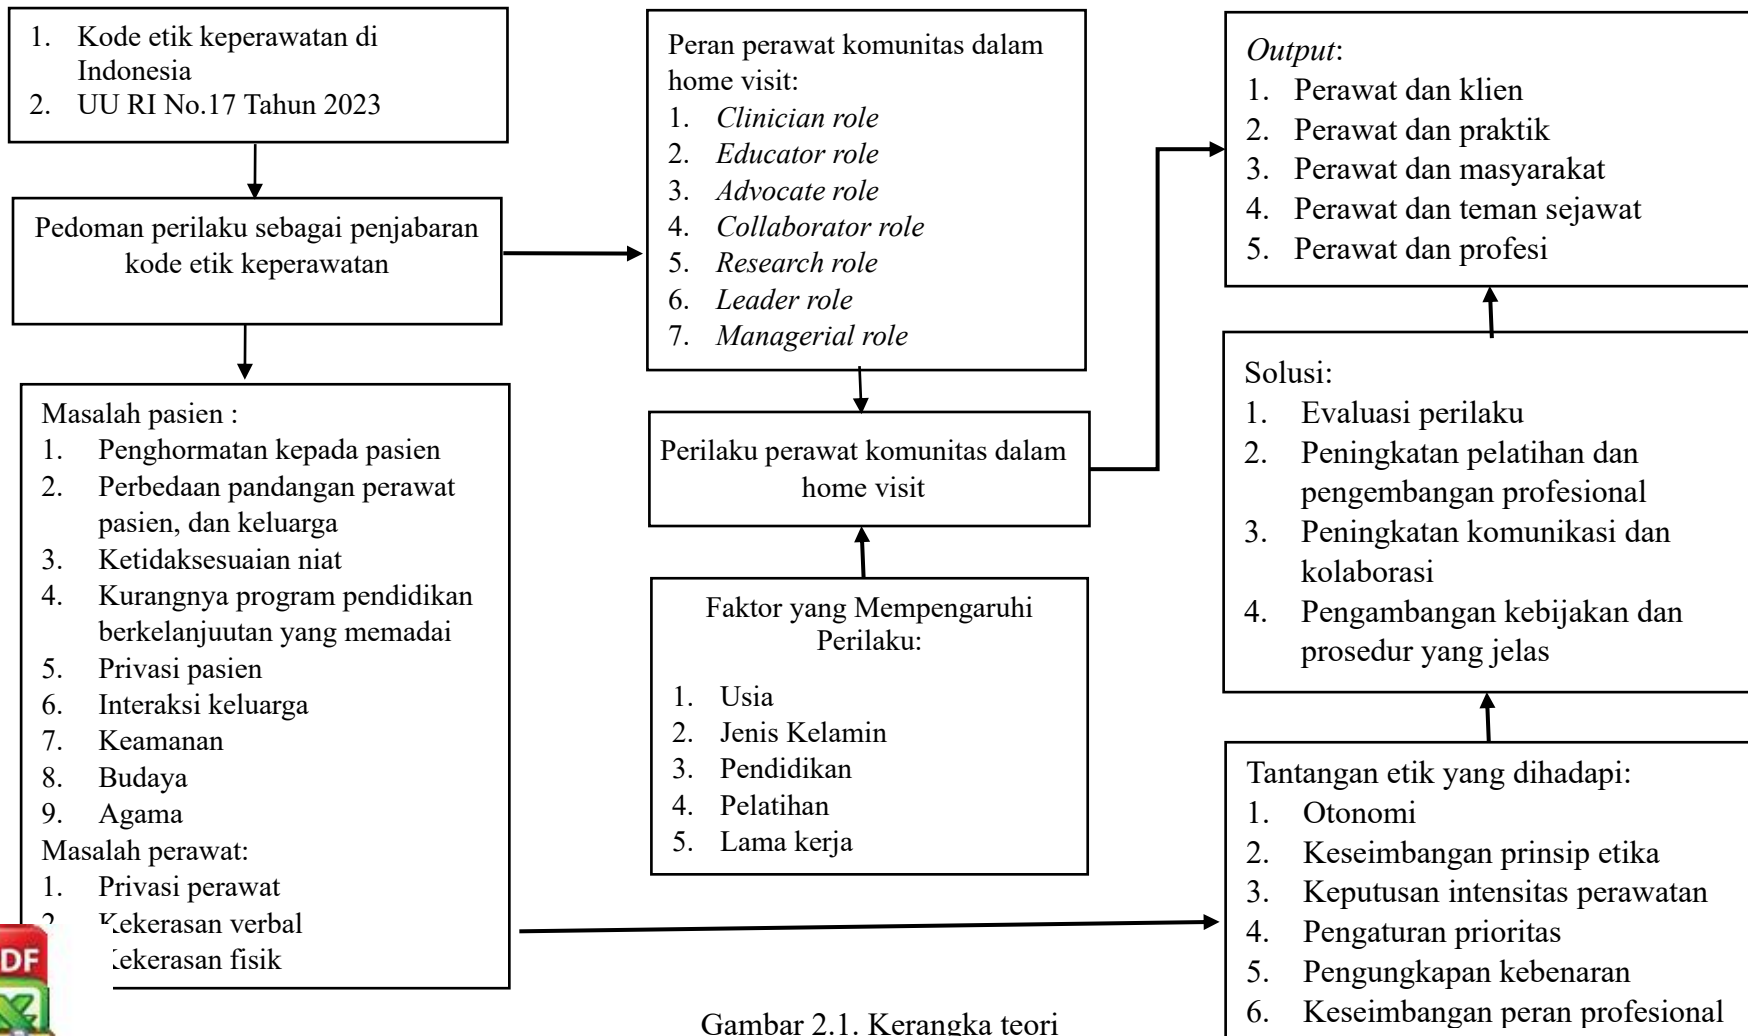 1. Kode etik keperawatan di
Indonesia
2. UU RI No.17 Tahun 2023
Pedoman perilaku sebagai penjabaran
kode etik keperawatan
Masalah pasien :
1. Penghormatan kepada pasien
2. Perbedaan pandangan perawat
pasien, dan keluarga
3. Ketidaksesuaian niat
4. Kurangnya program pendidikan
berkelanjuutan yang memadai
5. Privasi pasien
6. Interaksi keluarga
7. Keamanan
8. Budaya
9. Agama
Masalah perawat:
1. Privasi perawat
2. Kekerasan verbal
Kekerasan fisik
Peran perawat komunitas dalam
home visit:
1. Clinician role
2. Educator role
3. Advocate role
4. Collaborator role
5. Research role
6. Leader role
7. Managerial role
Perilaku perawat komunitas dalam
home visit
Faktor yang Mempengaruhi
Perilaku:
1. Usia
2. Jenis Kelamin
3. Pendidikan
4. Pelatihan
5. Lama kerja
Output:
1. Perawat dan klien
2. Perawat dan praktik
3. Perawat dan masyarakat
4. Perawat dan teman sejawat
5. Perawat dan profesi
Solusi:
1. Evaluasi perilaku
2. Peningkatan pelatihan dan
pengembangan profesional
3. Peningkatan komunikasi dan
kolaborasi
4. Pengambangan kebijakan dan
prosedur yang jelas
Tantangan etik yang dihadapi:
1. Otonomi
2. Keseimbangan prinsip etika
3. Keputusan intensitas perawatan
4. Pengaturan prioritas
5. Pengungkapan kebenaran
6. Keseimbangan peran profesional
Gambar 2.1. Kerangka teori
DF